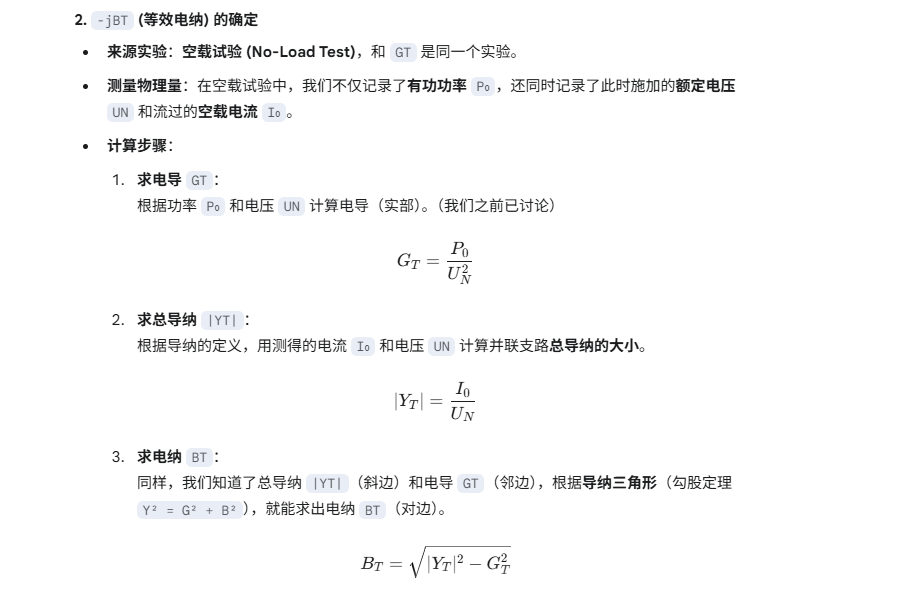 2. -jBT (等效电纳) 的确定
• 来源实验：空载试验 (No-Load Test)，和 GT 是同一个实验。
• 测量物理量：在空载试验中，我们不仅记录了有功功率 P₀，还同时记录了此时施加的额定电压
UN 和流过的空载电流 I₀。
• 计算步骤：
1. 求电导 GT：
根据功率 P₀ 和电压 UN 计算电导（实部）。（我们之前已讨论）
$G_T = \frac{P_0}{U_N^2}$
2. 求总导纳 |YT|：
根据导纳的定义，用测得的电流 I₀ 和电压 UN 计算并联支路总导纳的大小。
$|Y_T| = \frac{I_0}{U_N}$
3. 求电纳 BT：
同样，我们知道了总导纳 |YT|（斜边）和电导 GT（邻边），根据导纳三角形（勾股定理
Y² = G² + B²），就能求出电纳 BT（对边）。
$B_T = \sqrt{|Y_T|^2 - G_T^2}$